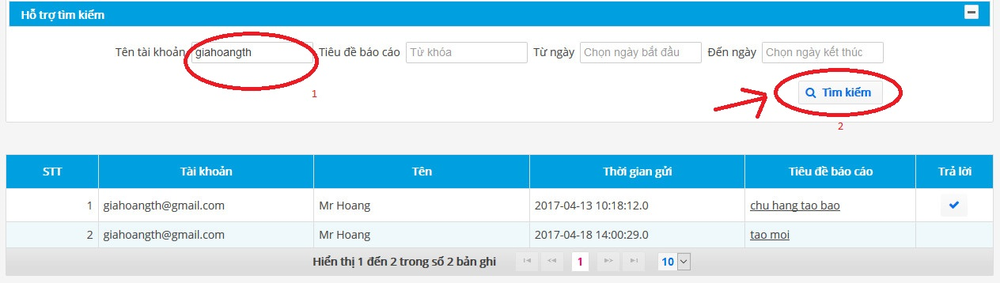 Hỗ trợ tìm kiếm
Tên tài khoản giahoangth Tiêu đề báo cáo Từ khóa Từ ngày Chọn ngày bắt đầu Đến ngày Chọn ngày kết thúc
1
Tìm kiếm
2
STT Tài khoản Tên Thời gian gửi Tiêu đề báo cáo Trả lời
1 giahoangth@gmail.com Mr Hoang 2017-04-13 10:18:12.0 chu hang tao bao
2 giahoangth@gmail.com Mr Hoang 2017-04-18 14:00:29.0 tao moi
Hiển thị 1 đến 2 trong số 2 bản ghi 1 10